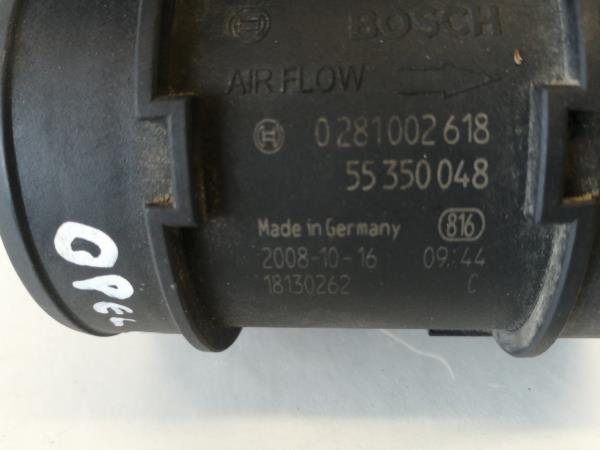 BOSCH
AIR FLOW
0 281 002 618
55 350 048
Made in Germany 816
2008-10-16 09:44
18130262 C
OPEL